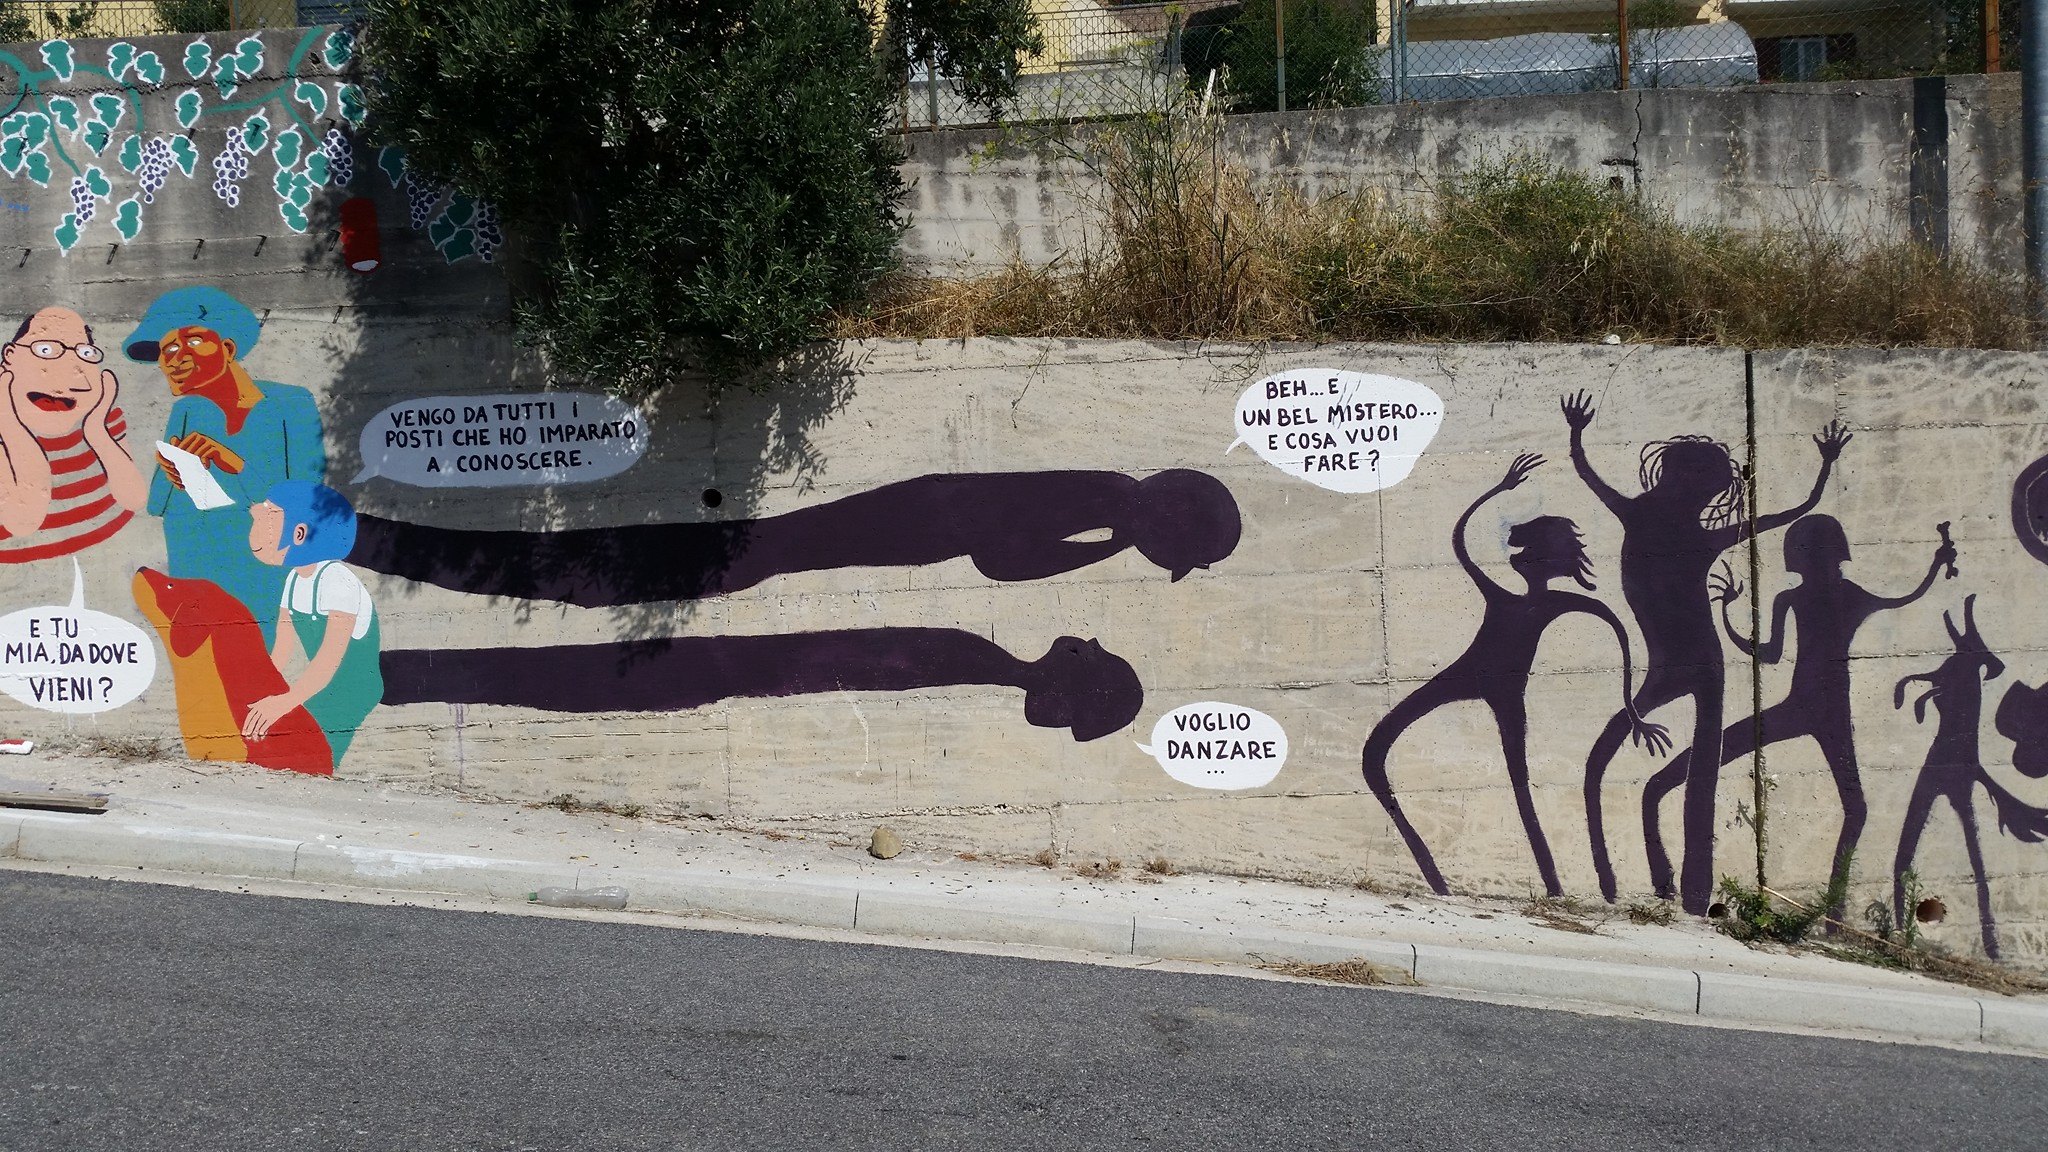 E TU
MIA, DA DOVE
VIENI?
VENGO DA TUTTI I
POSTI CHE HO IMPARATO
A CONOSCERE.
BEH... E
UN BEL MISTERO...
E COSA VUOI
FARE?
VOGLIO
DANZARE
...